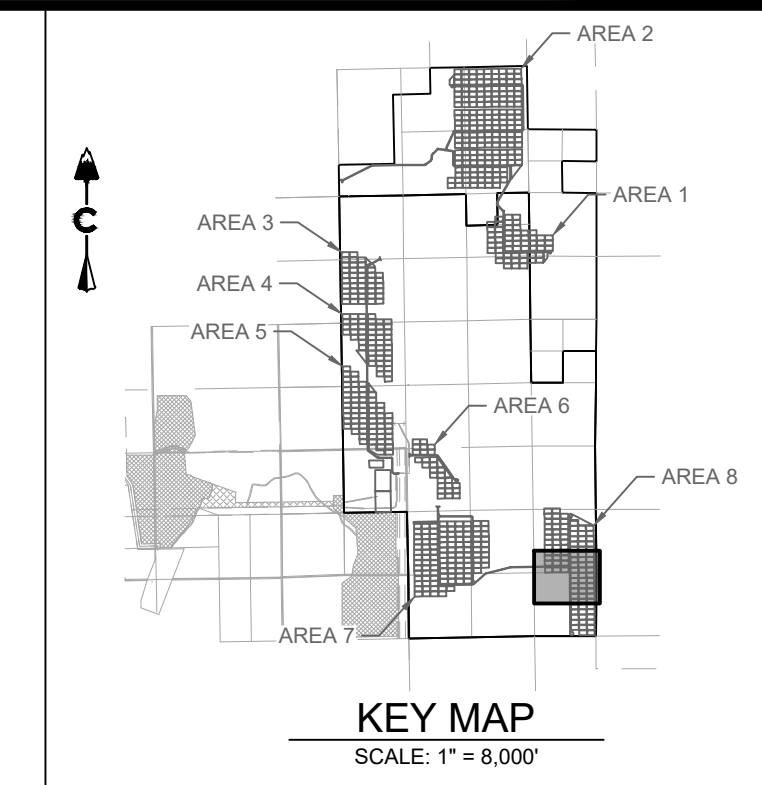 AREA 2
AREA 1
AREA 3
AREA 4
AREA 5
AREA 6
AREA 8
AREA 7
C
KEY MAP
SCALE: 1" = 8,000'